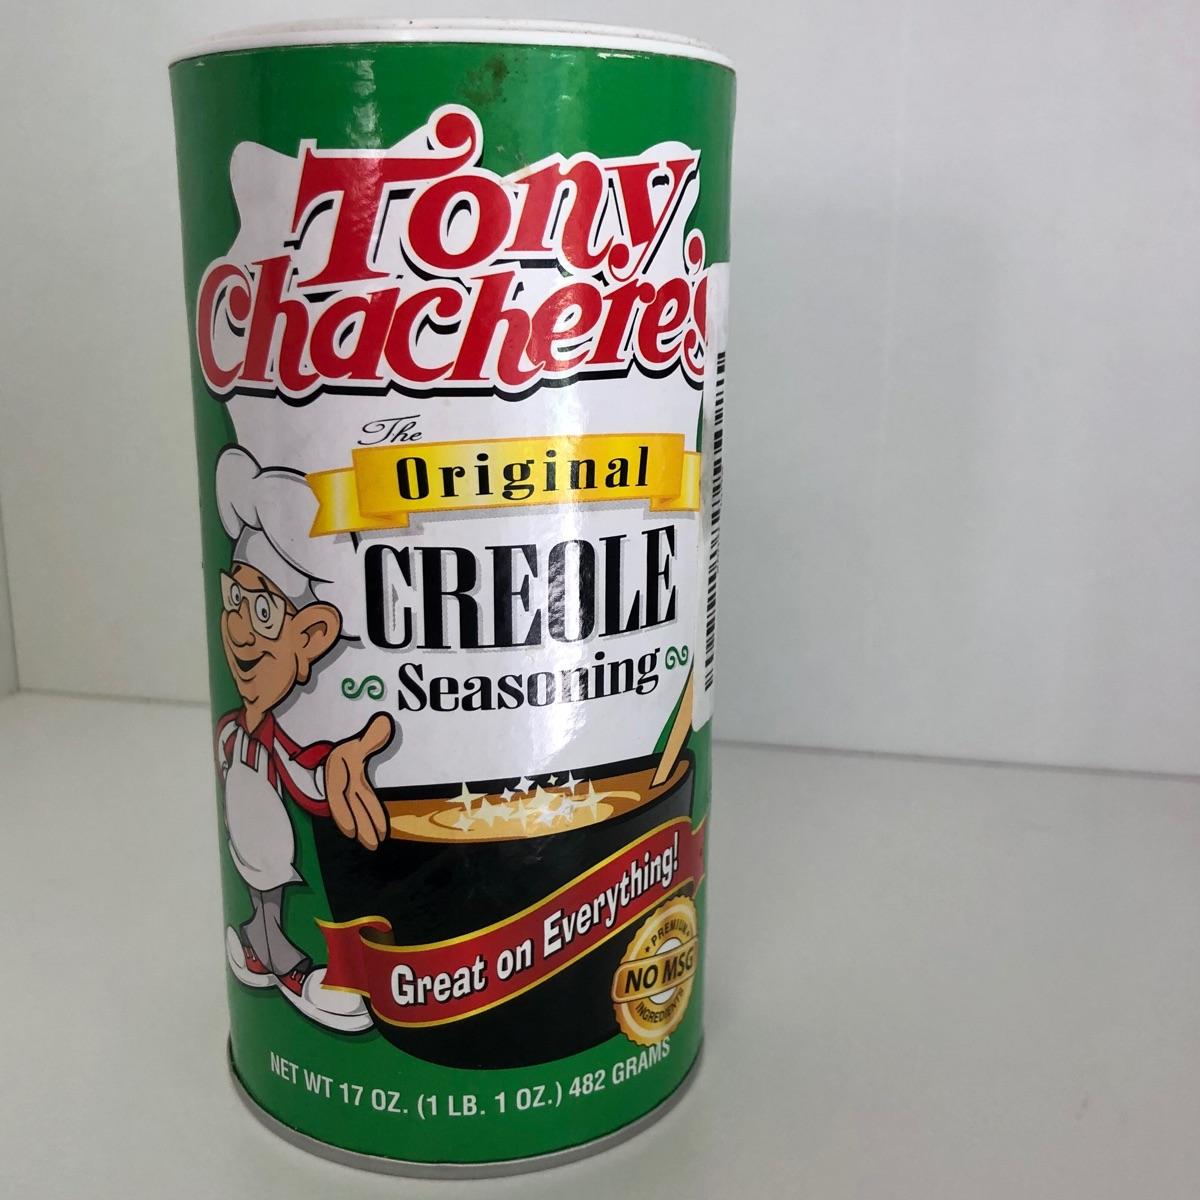 Tony
Chachere's
The
Original
CREOLE
Seasoning
Great on Everything!
PREMIUM
NO MSG
INGREDIENTS
NET WT 17 OZ. (1 LB. 1 OZ.) 482 GRAMS